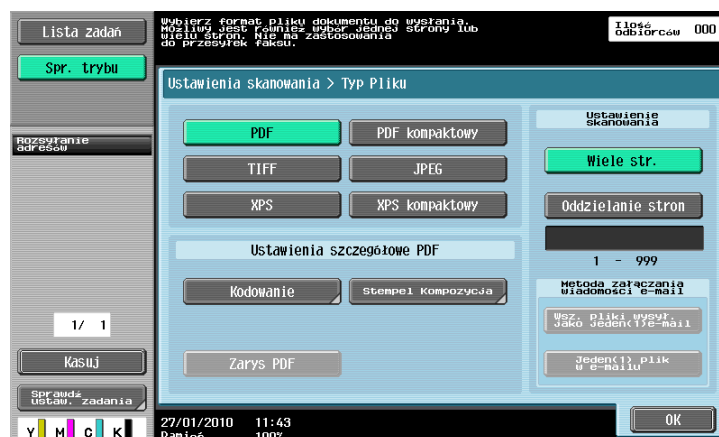 Lista zadań
Wybierz format pliku dokumentu do wysłania.
Możliwy jest również wybór jednej strony lub
wielu stron. Nie ma zastosowania
do przesyłek faksu.
Ilość
odbiorców 000
Spr. trybu
Ustawienia skanowania > Typ Pliku
Rozsyłanie
adresów
PDF
PDF kompaktowy
TIFF
JPEG
XPS
XPS kompaktowy
Ustawienie
skanowania
Wiele str.
Oddzielanie stron
1 - 999
Ustawienia szczegółowe PDF
Kodowanie
Stempel Kompozycja
Zarys PDF
Metoda załączania
wiadomości e-mail
Wsz. pliki wysył.
jako jeden(1)e-mail
Jeden(1) plik
w e-mailu
1/ 1
Kasuj
Sprawdź
ustaw. zadania
Y M C K
27/01/2010 11:43
Pamięć 100%
OK